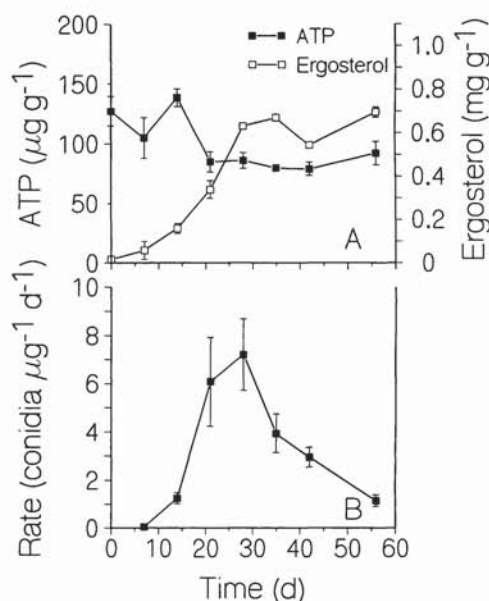 200
150
100
50
0
ATP (µg g⁻¹)
ATP
Ergosterol
1.0
0.8
0.6
0.4
0.2
0
Ergosterol (mg g⁻¹)
A
10
8
6
4
2
0
Rate (conidia µg⁻¹ d⁻¹)
B
0 10 20 30 40 50 60
Time (d)